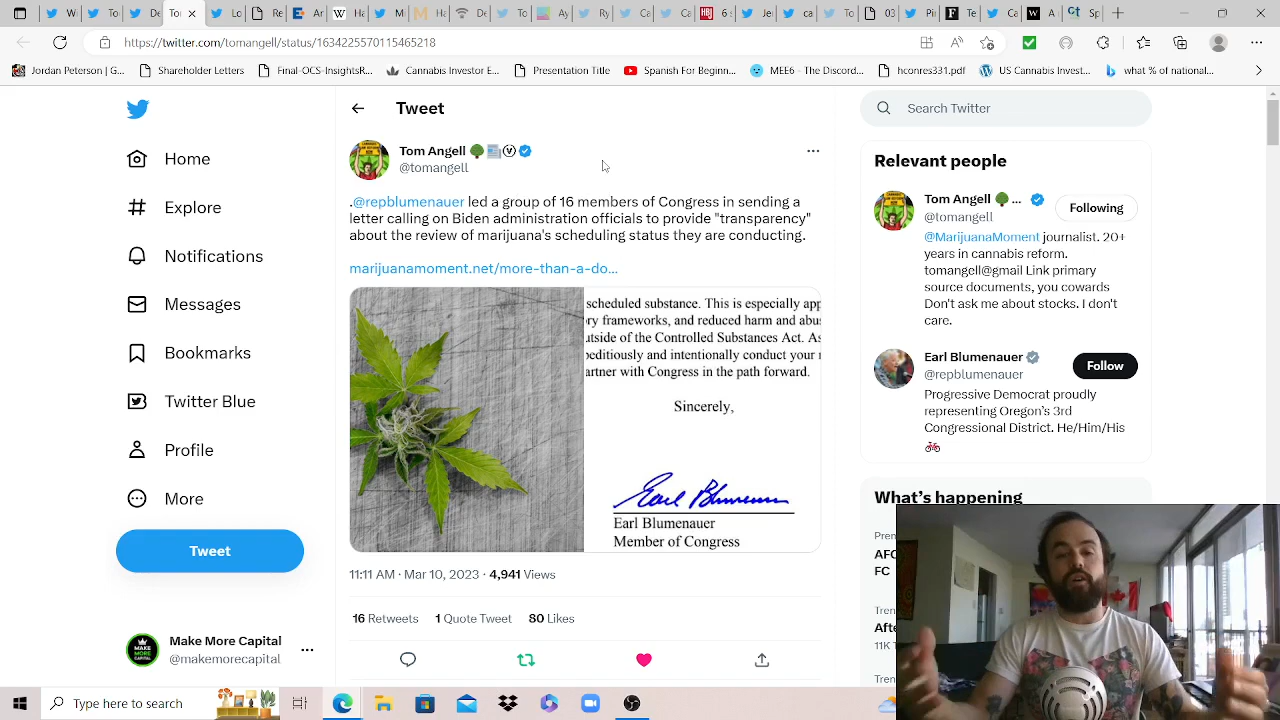 To
https://twitter.com/tomangell/status/1634225570115465218
Jordan Peterson | G...
Shareholder Letters
Final-OCS-InsightsR...
Cannabis Investor E...
Presentation Title
Spanish For Beginn...
MEE6 - The Discord...
hconres331.pdf
US Cannabis Invest...
what % of national...
Home
Explore
Notifications
Messages
Bookmarks
Twitter Blue
Profile
More
Tweet
Make More Capital
@makemorecapital
Tweet
Tom Angell
@tomangell
.@repblumenauer led a group of 16 members of Congress in sending a
letter calling on Biden administration officials to provide "transparency"
about the review of marijuana's scheduling status they are conducting.
marijuanamoment.net/more-than-a-do...
scheduled substance. This is especially app
ry frameworks, and reduced harm and abu
utside of the Controlled Substances Act. As
peditiously and intentionally conduct your
artner with Congress in the path forward.
Sincerely,
Earl Blumenauer
Member of Congress
11:11 AM · Mar 10, 2023 · 4,941 Views
16 Retweets 1 Quote Tweet 80 Likes
Search Twitter
Relevant people
Tom Angell ...
@tomangell
Following
@MarijuanaMoment journalist. 20+
years in cannabis reform.
tomangell@gmail Link primary
source documents, you cowards
Don't ask me about stocks. I don't
care.
Earl Blumenauer
@repblumenauer
Follow
Progressive Democrat proudly
representing Oregon's 3rd
Congressional District. He/Him/His
What's happening
Pren
AFC
FC
Tren
Afte
11K T
Tren
Type here to search